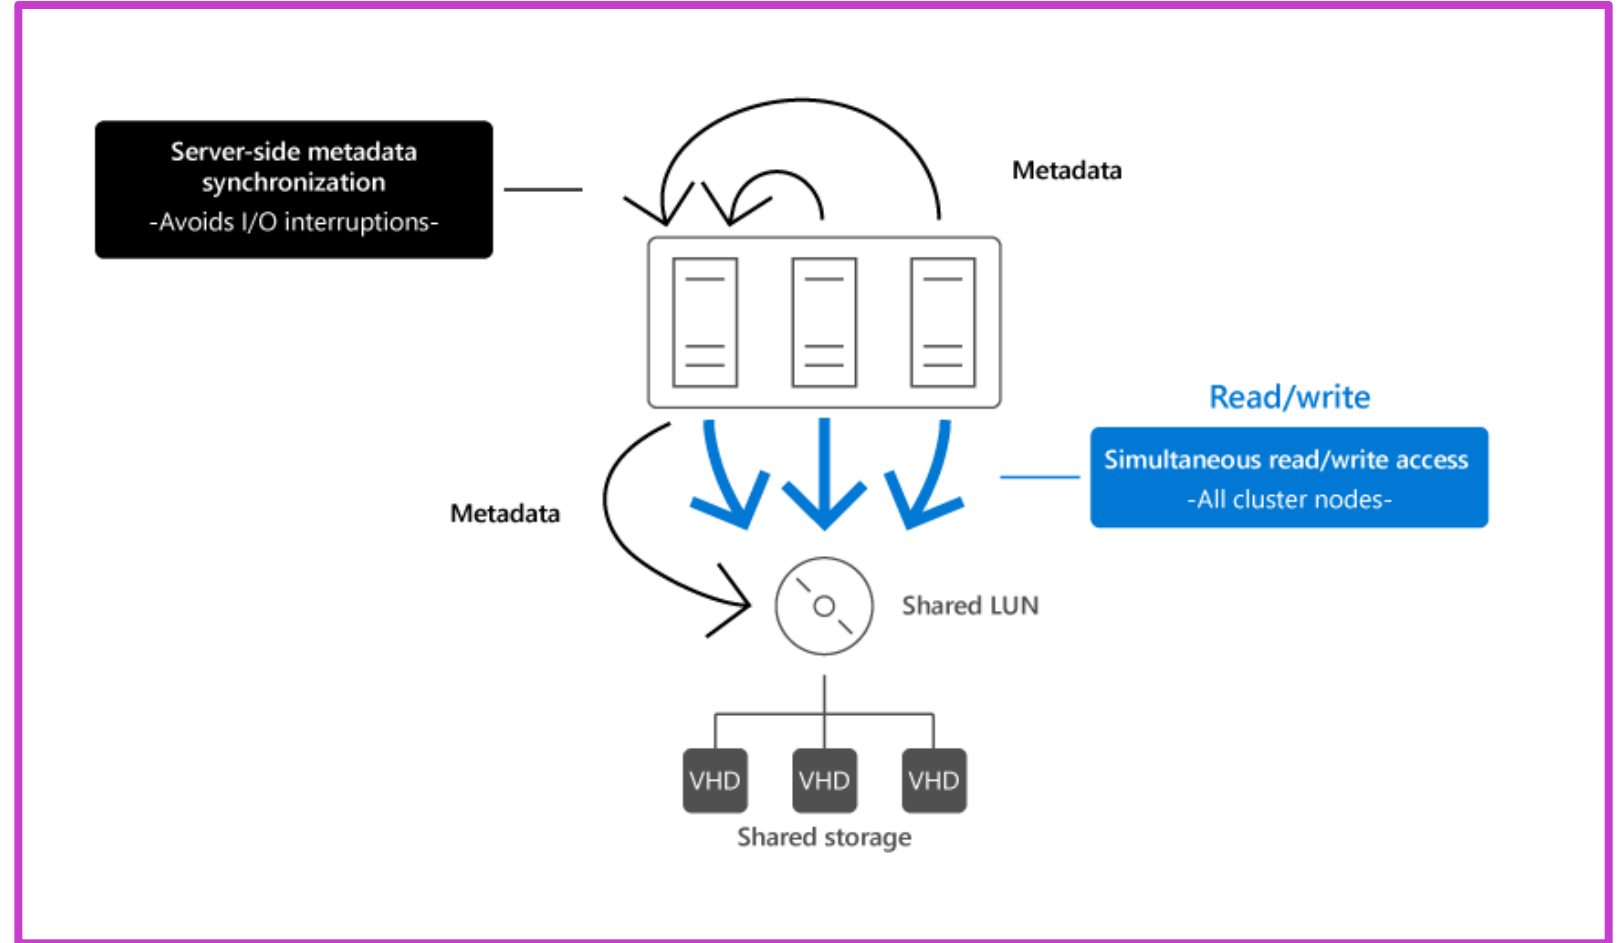 Server-side metadata
synchronization
-Avoids I/O interruptions-
Metadata
Read/write
Simultaneous read/write access
-All cluster nodes-
Metadata
Shared LUN
VHD
VHD
VHD
Shared storage